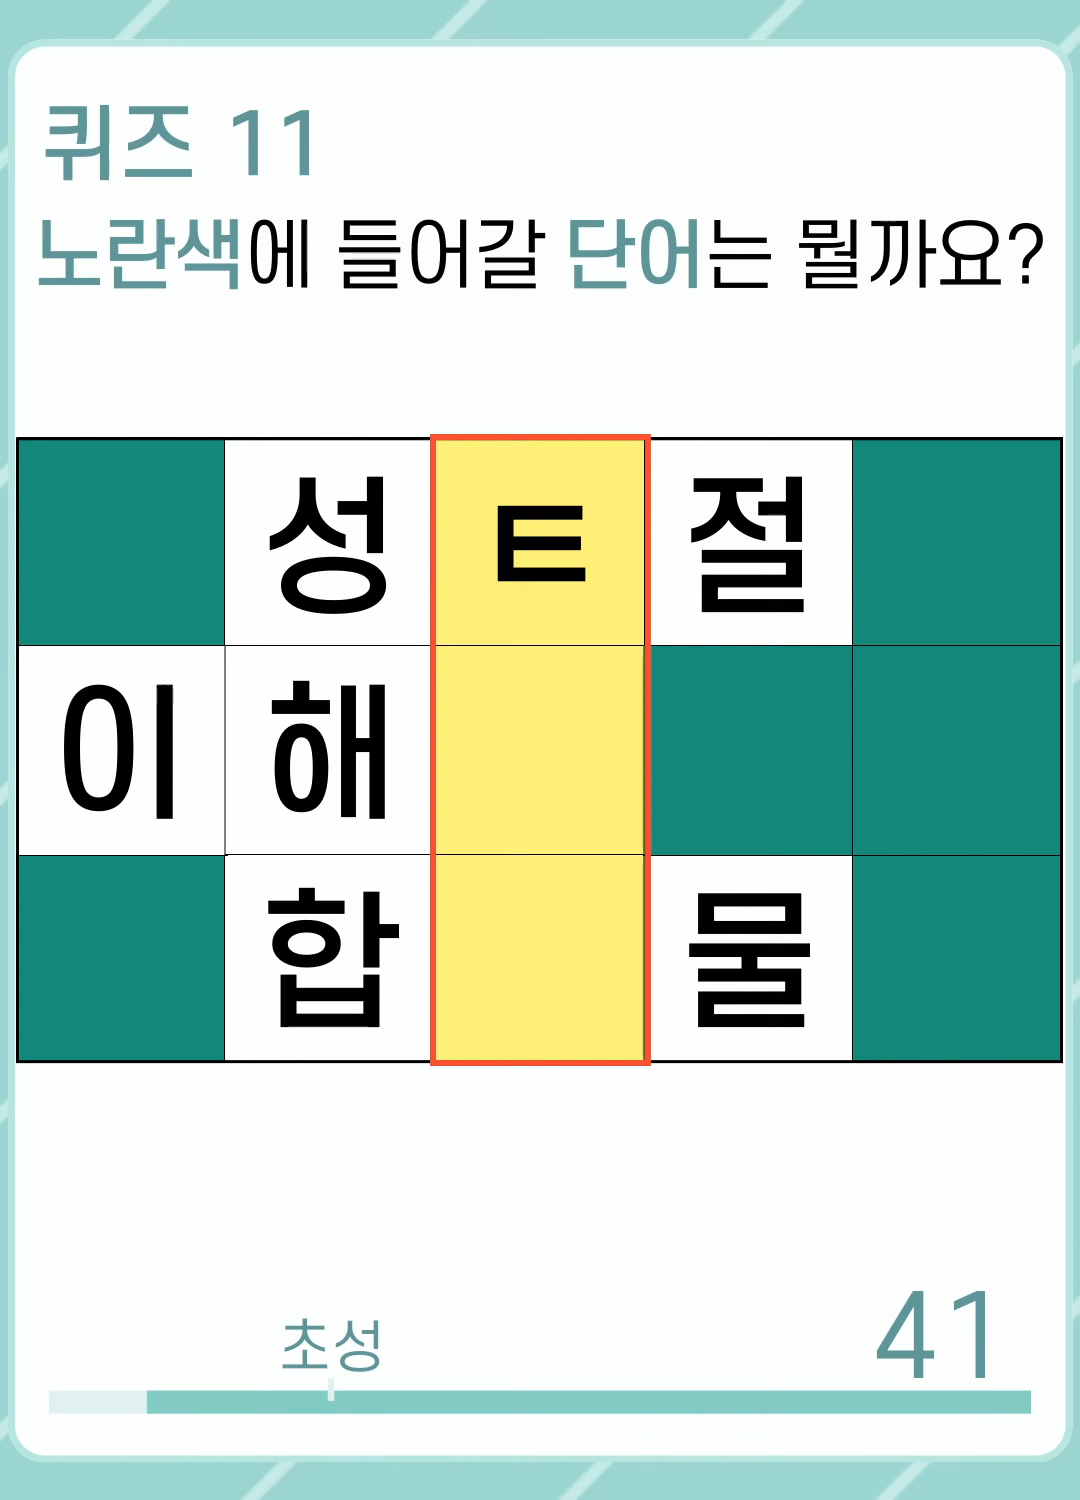 퀴즈 11
노란색에 들어갈 단어는 뭘까요?
성 ㅌ 절
이 해
합 물
초성
41